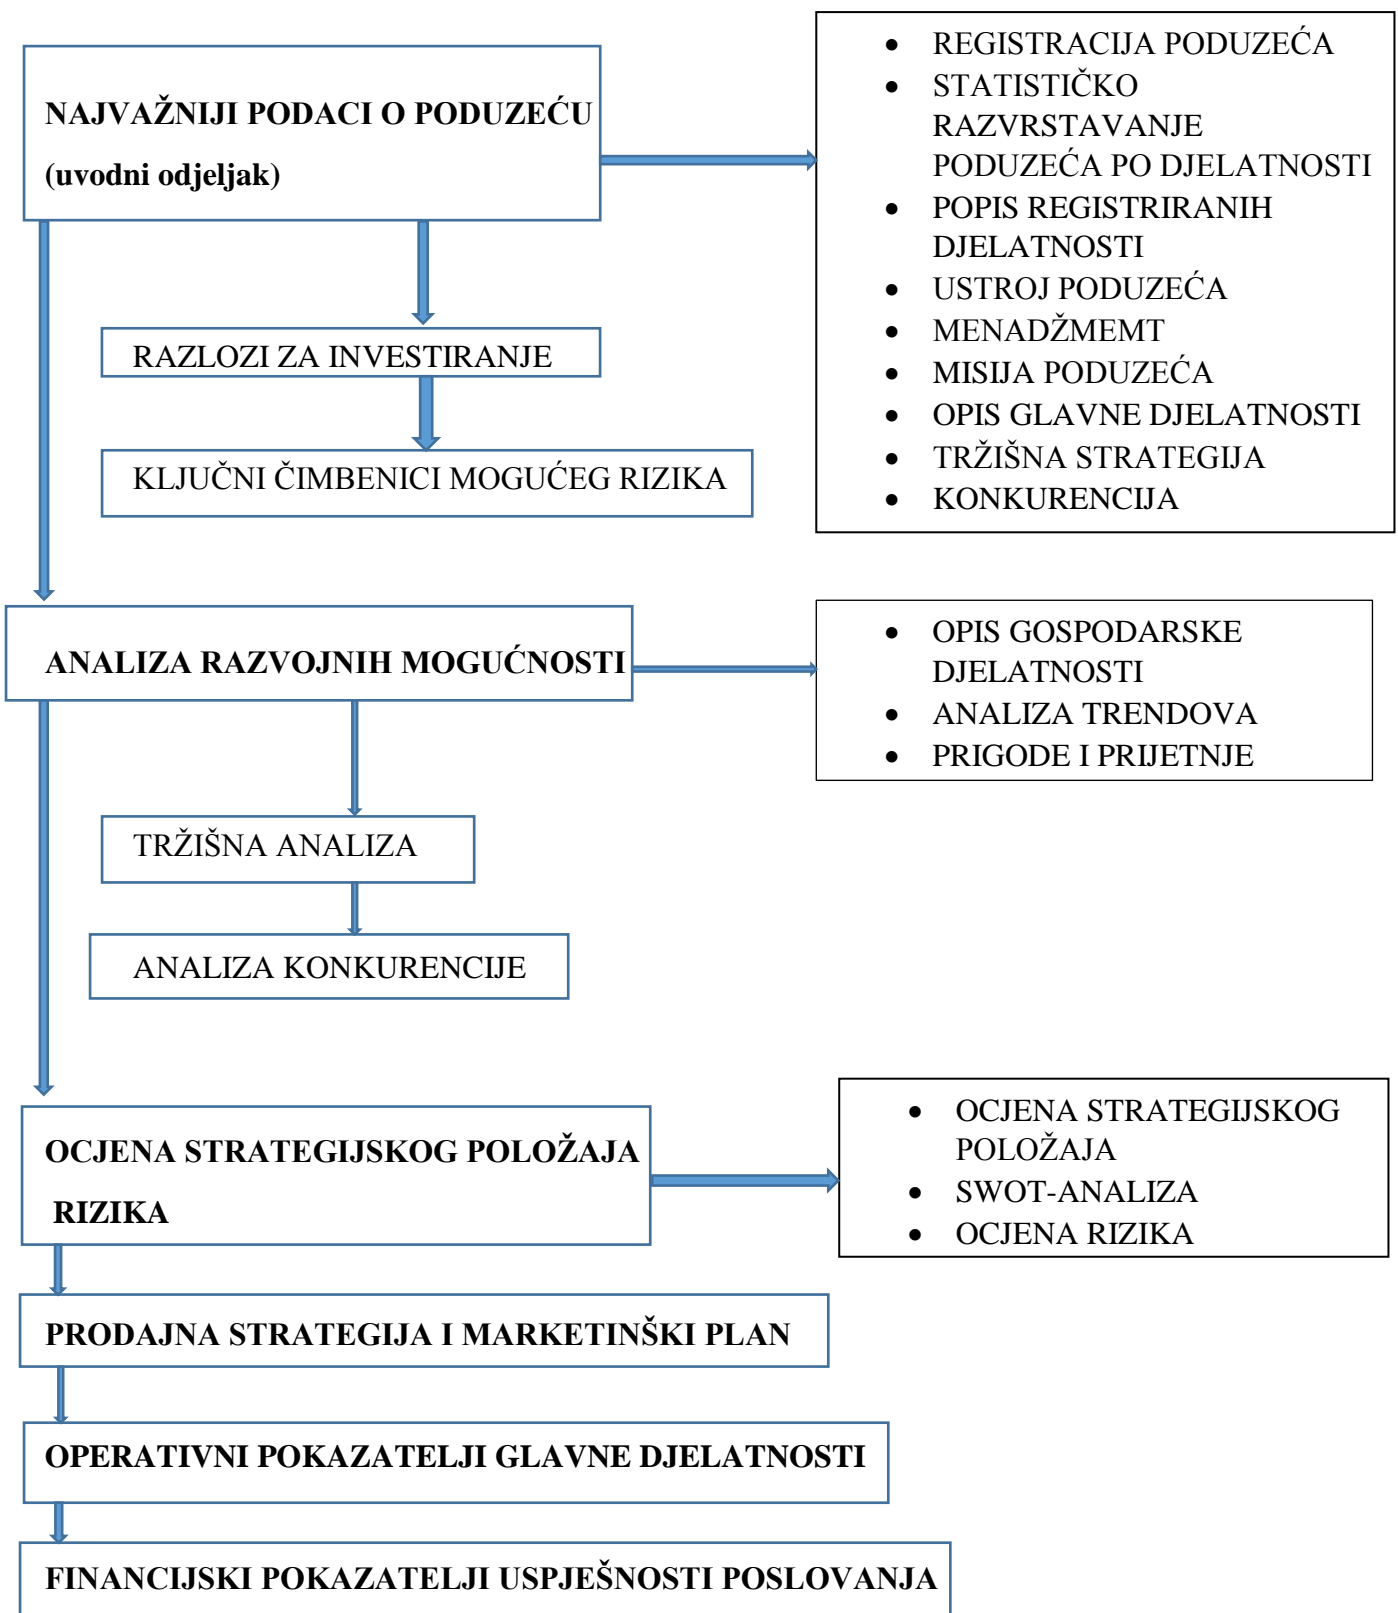 NAJVAŽNIJI PODACI O PODUZEĆU
(uvodni odjeljak)
• REGISTRACIJA PODUZEĆA
• STATISTIČKO
RAZVRSTAVANJE
PODUZEĆA PO DJELATNOSTI
• POPIS REGISTRIRANIH
DJELATNOSTI
• USTROJ PODUZEĆA
• MENADŽMEMT
• MISIJA PODUZEĆA
• OPIS GLAVNE DJELATNOSTI
• TRŽIŠNA STRATEGIJA
• KONKURENCIJA
RAZLOZI ZA INVESTIRANJE
KLJUČNI ČIMBENICI MOGUĆEG RIZIKA
ANALIZA RAZVOJNIH MOGUĆNOSTI
• OPIS GOSPODARSKE
DJELATNOSTI
• ANALIZA TRENDOVA
• PRIGODE I PRIJETNJE
TRŽIŠNA ANALIZA
ANALIZA KONKURENCIJE
OCJENA STRATEGIJSKOG POLOŽAJA
RIZIKA
• OCJENA STRATEGIJSKOG
POLOŽAJA
• SWOT-ANALIZA
• OCJENA RIZIKA
PRODAJNA STRATEGIJA I MARKETINŠKI PLAN
OPERATIVNI POKAZATELJI GLAVNE DJELATNOSTI
FINANCIJSKI POKAZATELJI USPJEŠNOSTI POSLOVANJA